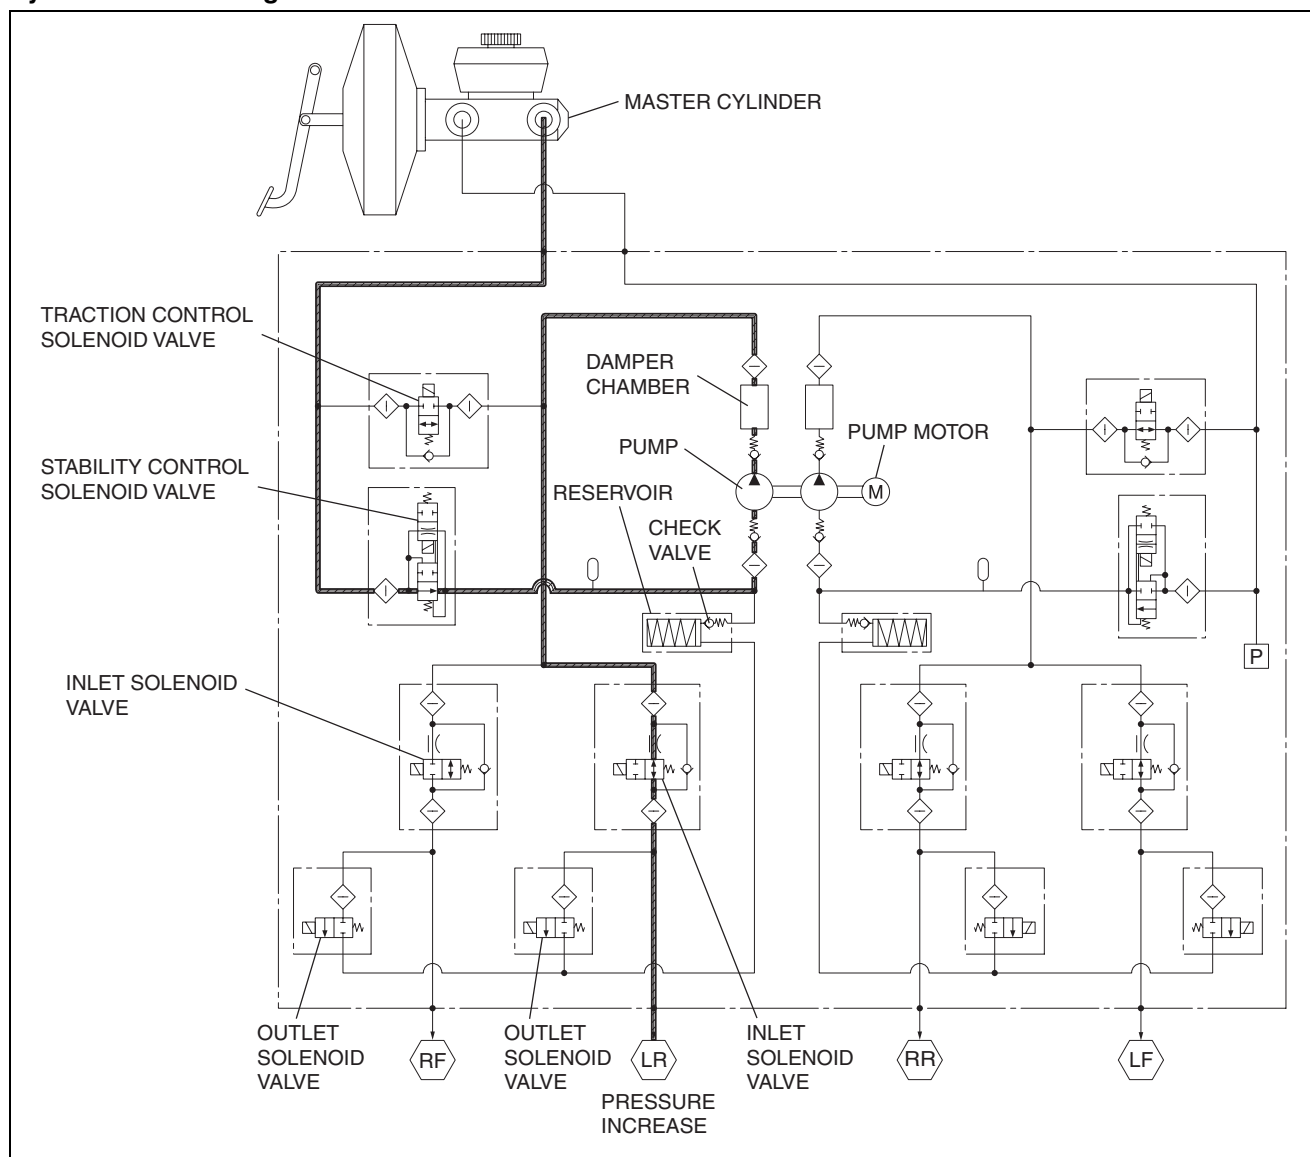 MASTER CYLINDER
TRACTION CONTROL
SOLENOID VALVE
DAMPER
CHAMBER
PUMP MOTOR
PUMP
STABILITY CONTROL
SOLENOID VALVE
RESERVOIR
M
CHECK
VALVE
P
INLET SOLENOID
VALVE
OUTLET
SOLENOID
VALVE
RF
OUTLET
SOLENOID
VALVE
LR
INLET
SOLENOID
VALVE
RR
LF
PRESSURE
INCREASE